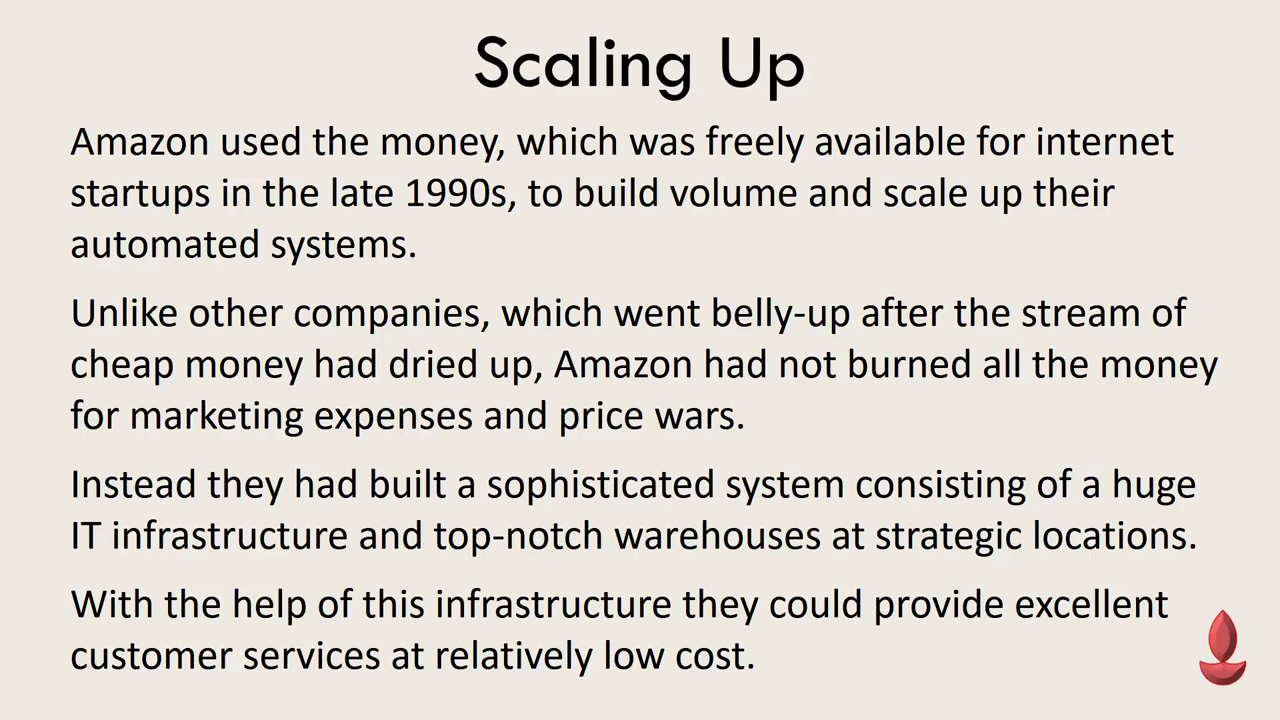 Scaling Up
Amazon used the money, which was freely available for internet
startups in the late 1990s, to build volume and scale up their
automated systems.
Unlike other companies, which went belly-up after the stream of
cheap money had dried up, Amazon had not burned all the money
for marketing expenses and price wars.
Instead they had built a sophisticated system consisting of a huge
IT infrastructure and top-notch warehouses at strategic locations.
With the help of this infrastructure they could provide excellent
customer services at relatively low cost.